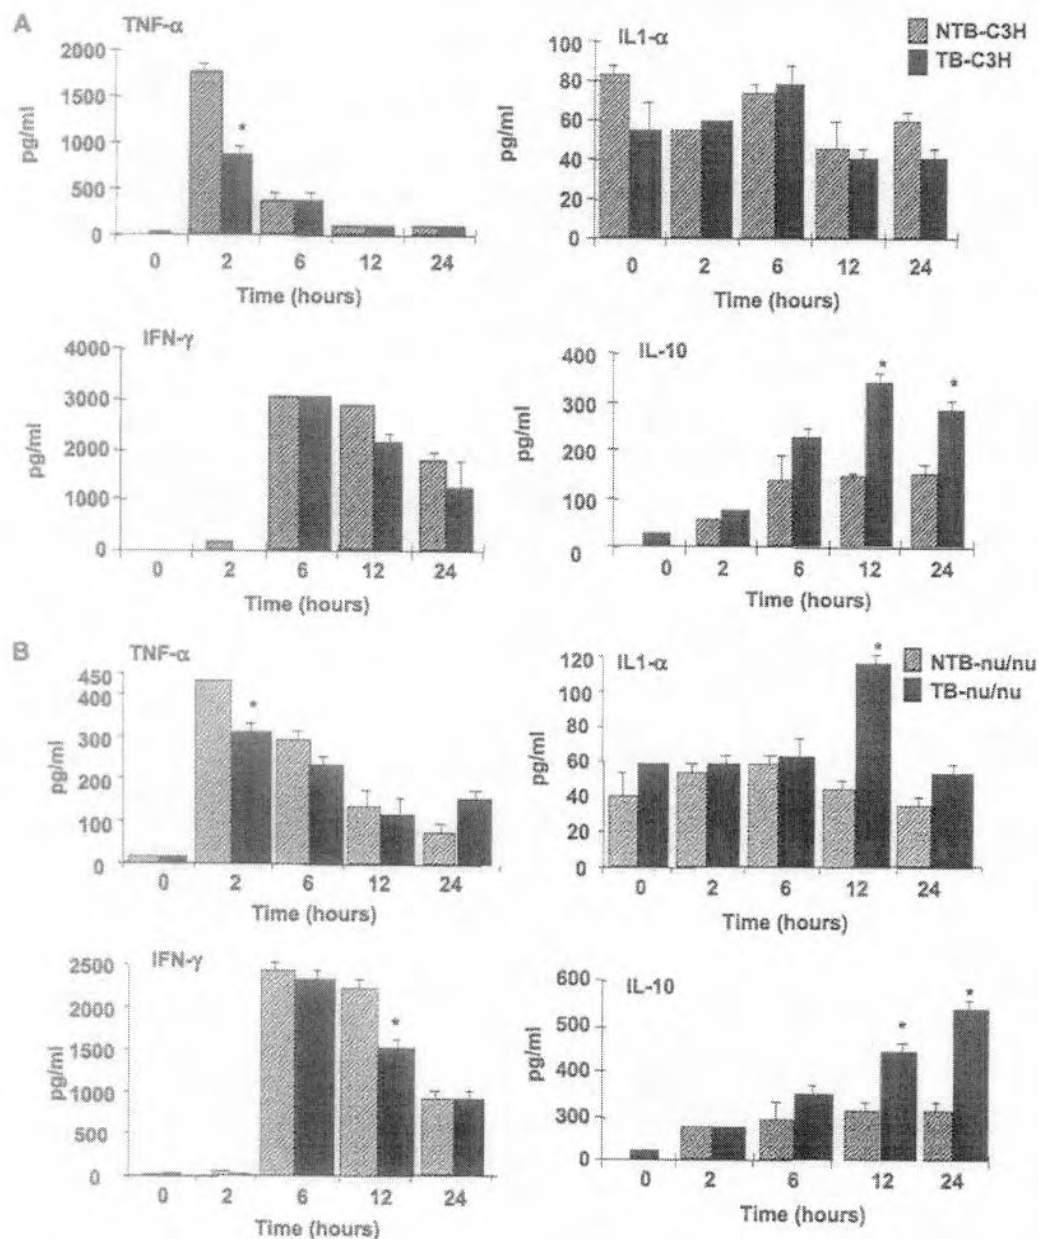 A
TNF-α
2000
1500
1000
500
0
pg/ml
*
0 2 6 12 24
Time (hours)
IL1-α
NTB-C3H
TB-C3H
100
80
60
40
20
0
pg/ml
0 2 6 12 24
Time (hours)
IFN-γ
4000
3000
2000
1000
0
pg/ml
0 2 6 12 24
Time (hours)
IL-10
400
300
200
100
0
pg/ml
* *
0 2 6 12 24
Time (hours)
B
TNF-α
450
400
300
200
100
0
pg/ml
*
0 2 6 12 24
Time (hours)
IL1-α
NTB-nu/nu
TB-nu/nu
120
100
80
60
40
20
0
pg/ml
*
0 2 6 12 24
Time (hours)
IFN-γ
2500
2000
1500
1000
500
0
pg/ml
*
0 2 6 12 24
Time (hours)
IL-10
600
500
400
300
0
pg/ml
* *
0 2 6 12 24
Time (hours)